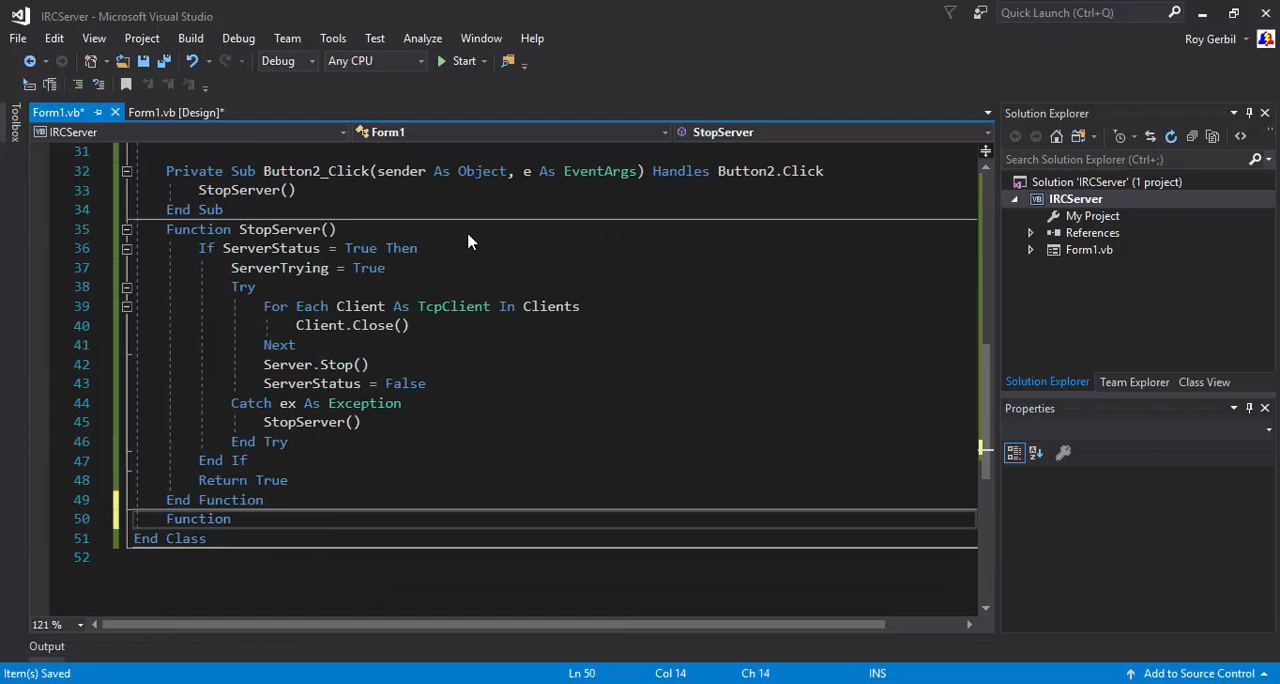 IRCServer - Microsoft Visual Studio
Quick Launch (Ctrl+Q)
File Edit View Project Build Debug Team Tools Test Analyze Window Help
Roy Gerbil
Debug Any CPU Start
Form1.vb* Form1.vb [Design]*
Toolbox
IRCServer Form1 StopServer
31
32 Private Sub Button2_Click(sender As Object, e As EventArgs) Handles Button2.Click
33 StopServer()
34 End Sub
35 Function StopServer()
36 If ServerStatus = True Then
37 ServerTrying = True
38 Try
39 For Each Client As TcpClient In Clients
40 Client.Close()
41 Next
42 Server.Stop()
43 ServerStatus = False
44 Catch ex As Exception
45 StopServer()
46 End Try
47 End If
48 Return True
49 End Function
50 Function
51 End Class
52
121 %
Solution Explorer
Search Solution Explorer (Ctrl+;)
Solution 'IRCServer' (1 project)
VB IRCServer
My Project
References
Form1.vb
Solution Explorer Team Explorer Class View
Properties
Output
Item(s) Saved Ln 50 Col 14 Ch 14 INS Add to Source Control